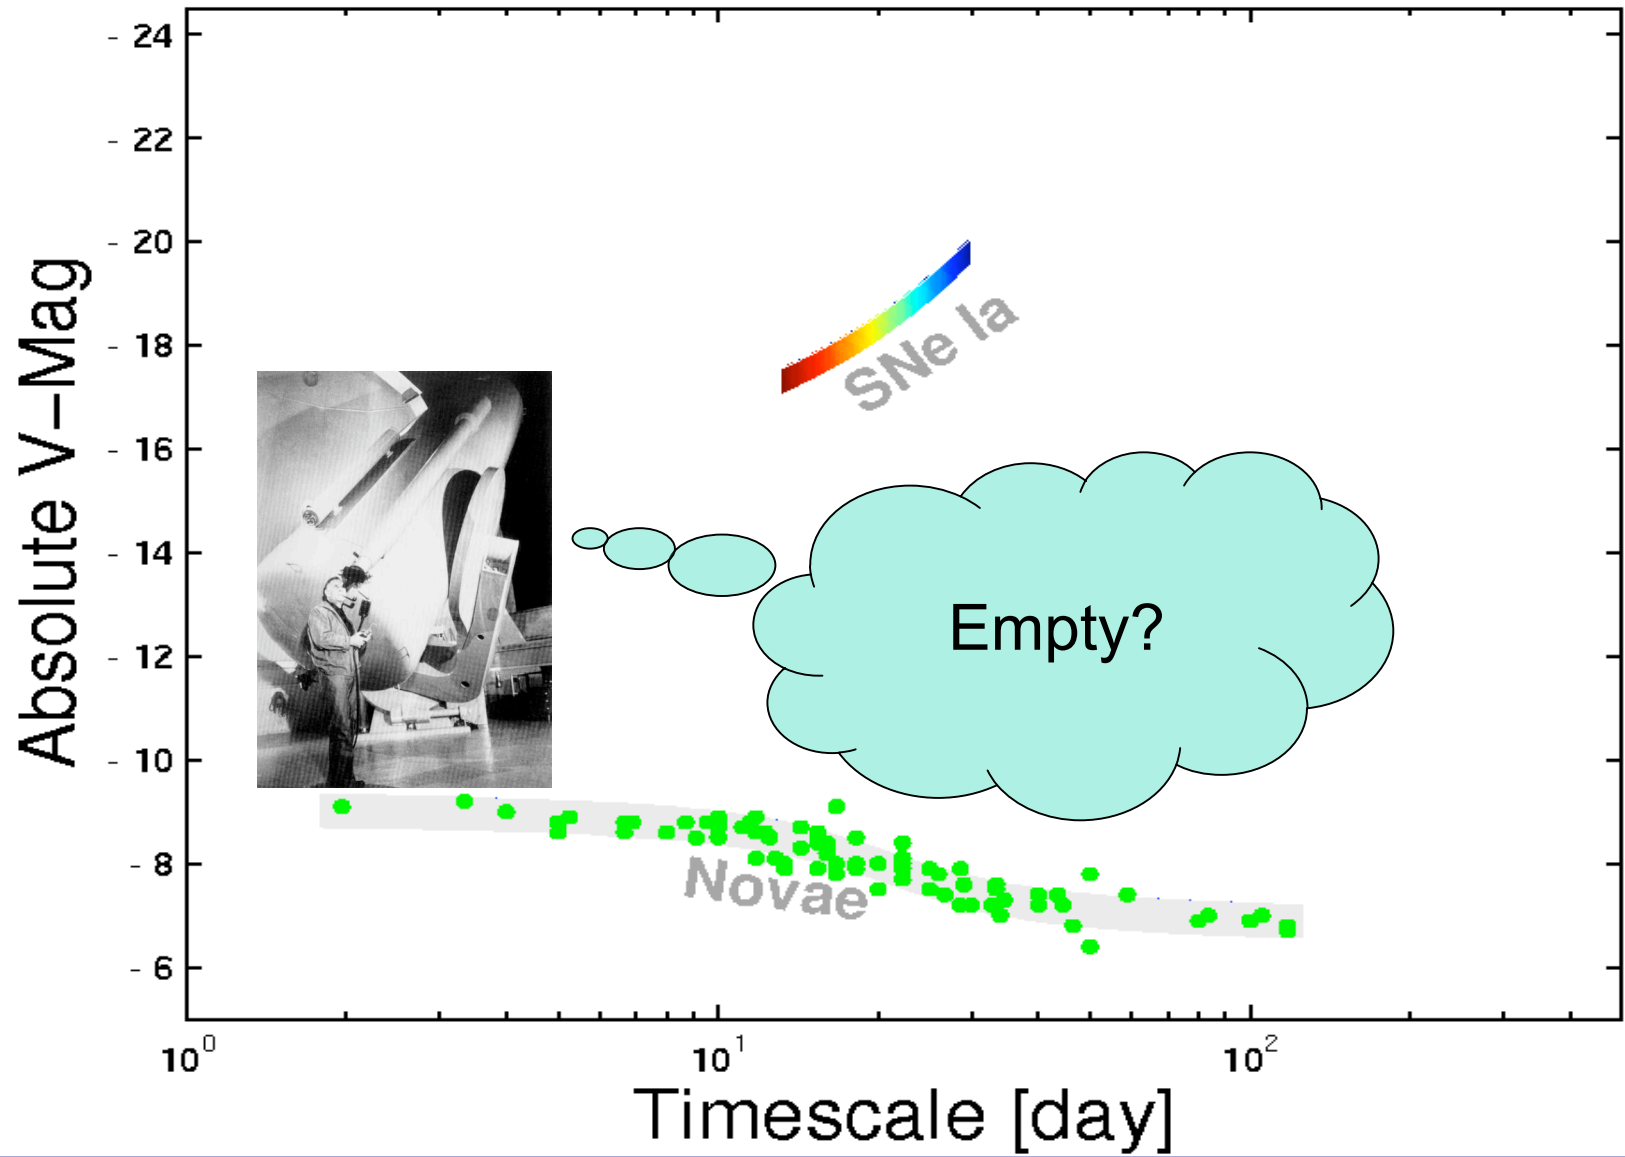 Absolute V-Mag
- 24
- 22
- 20
- 18
- 16
- 14
- 12
- 10
- 8
- 6
SNe Ia
Empty?
Novae
10^0
10^1
10^2
Timescale [day]